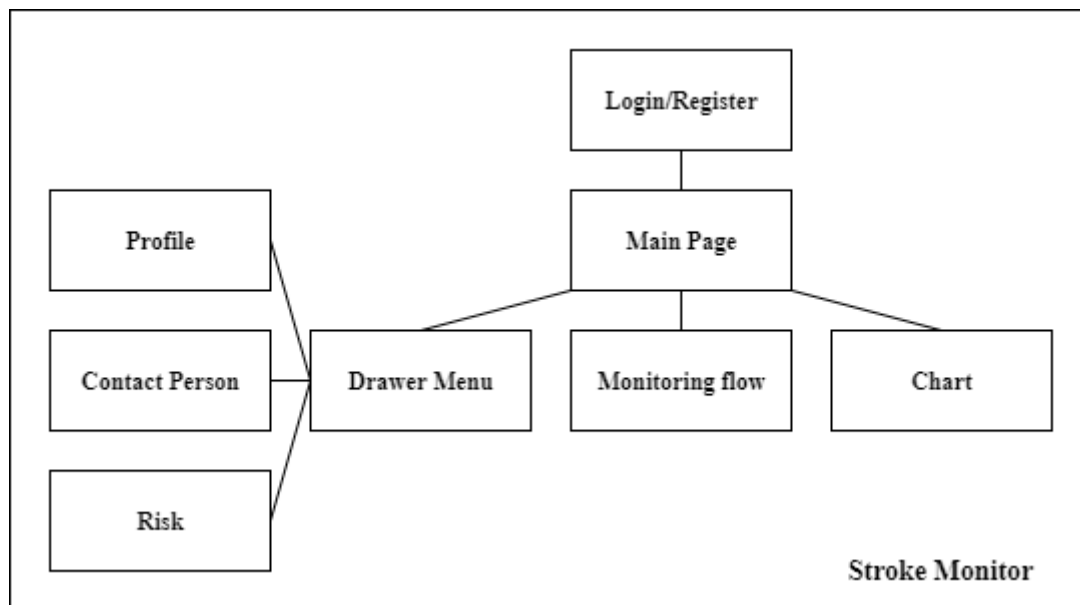 Login/Register
Profile
Main Page
Contact Person
Drawer Menu
Monitoring flow
Chart
Risk
Stroke Monitor